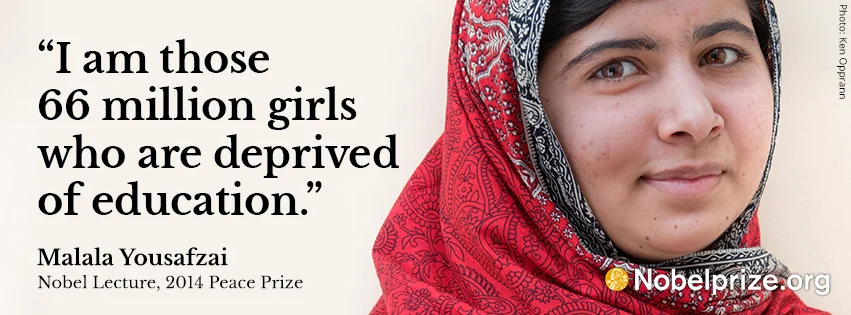 “I am those
66 million girls
who are deprived
of education.”
Malala Yousafzai
Nobel Lecture, 2014 Peace Prize
Photo: Ken Opprann
Nobelprize.org